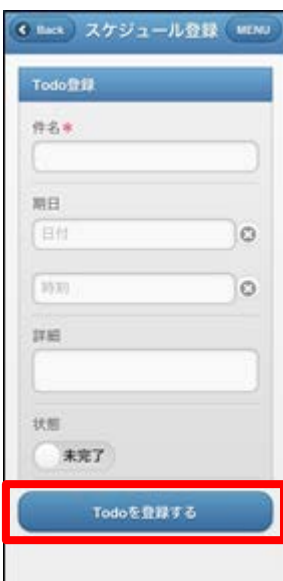 Back スケジュール登録 MENU
Todo登録
件名*
期日
日付
時刻
詳細
状態
未完了
Todoを登録する